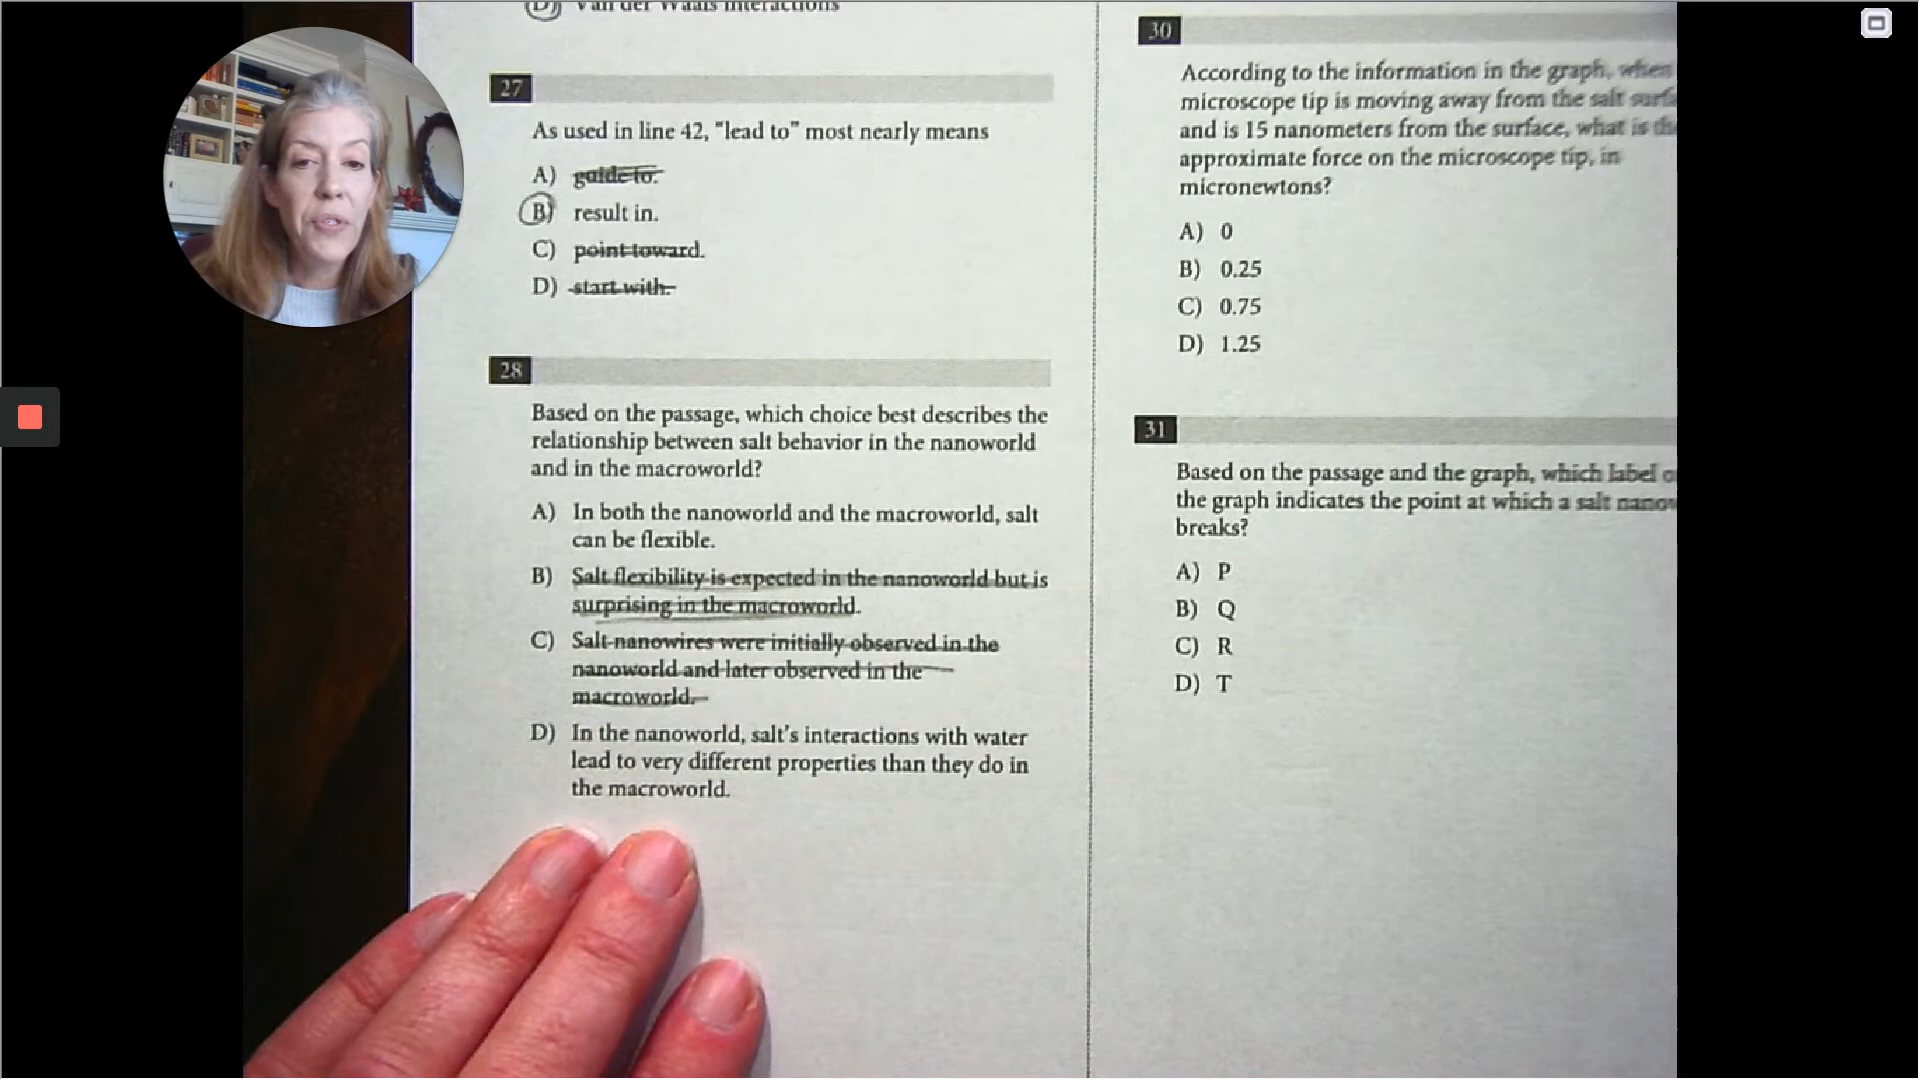 D) Van der Waals interactions
27
As used in line 42, "lead to" most nearly means
A) guide to.
B) result in.
C) point toward.
D) start with.
28
Based on the passage, which choice best describes the
relationship between salt behavior in the nanoworld
and in the macroworld?
A) In both the nanoworld and the macroworld, salt
can be flexible.
B) Salt flexibility is expected in the nanoworld but is
surprising in the macroworld.
C) Salt nanowires were initially observed in the
nanoworld and later observed in the
macroworld.
D) In the nanoworld, salt's interactions with water
lead to very different properties than they do in
the macroworld.
30
According to the information in the graph, when
microscope tip is moving away from the salt
and is 15 nanometers from the surface, what is
approximate force on the microscope tip, in
micronewtons?
A) 0
B) 0.25
C) 0.75
D) 1.25
31
Based on the passage and the graph, which label
the graph indicates the point at which a salt
breaks?
A) P
B) Q
C) R
D) T